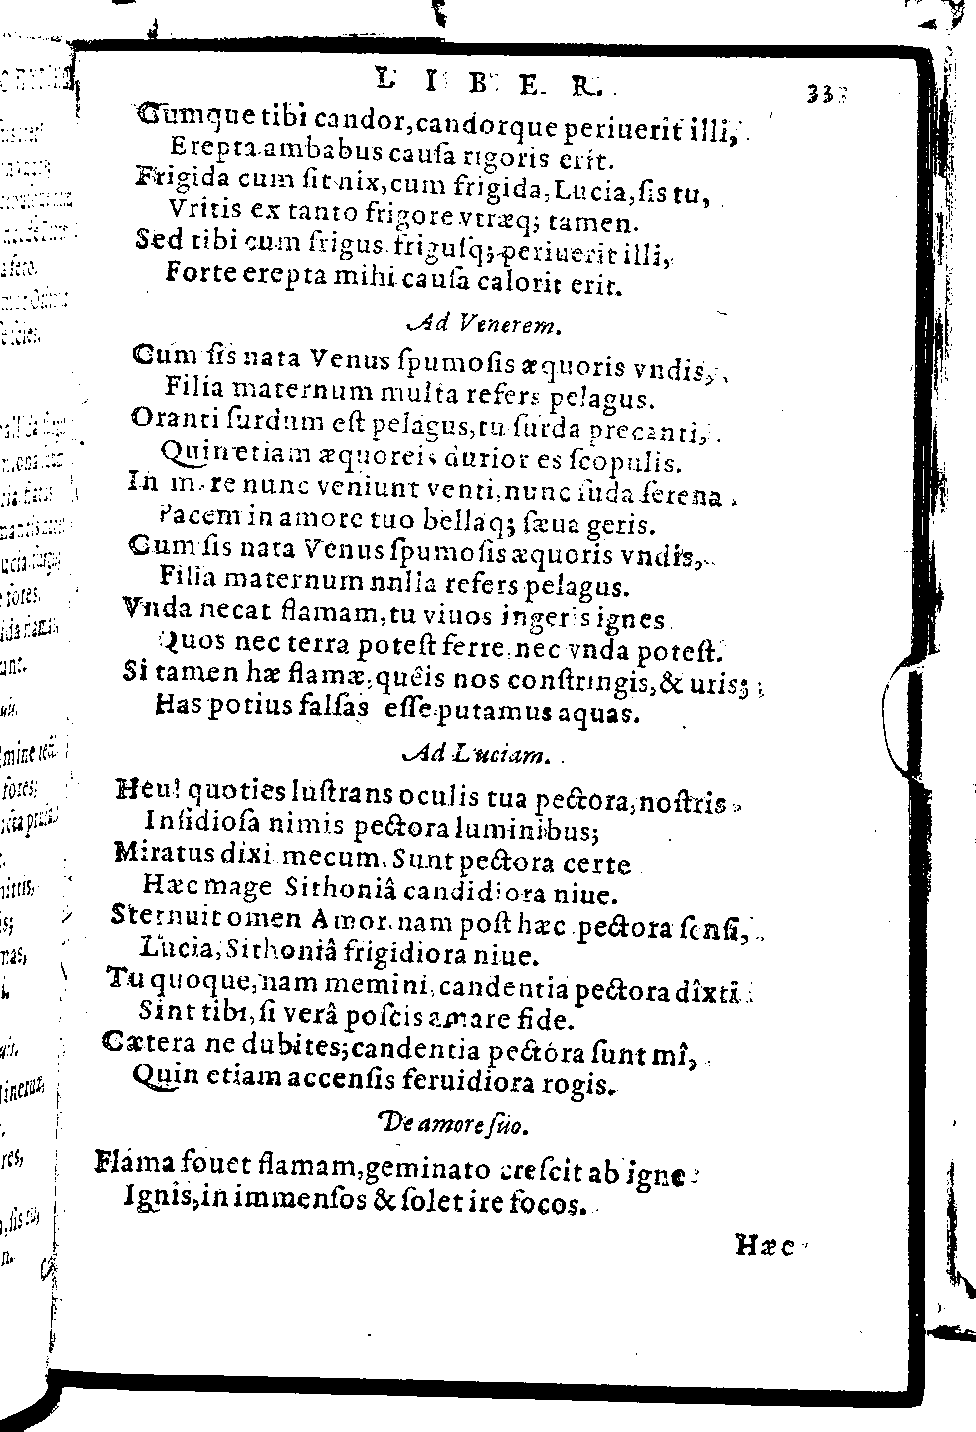 LIBER. 33
Cumque tibi candor, candorque periuerit illi,
Erepta ambabus cauſa rigoris erit.
Frigida cum ſit nix, cum frigida, Lucia, ſis tu,
Vritis ex tanto frigore vtræq; tamen.
Sed tibi cum frigus friguſq; periuerit illi,
Forte erepta mihi cauſa calorit erit.
Ad Venerem.
Cum ſis nata Venus ſpumoſis æquoris vndis,
Filia maternum multa refers pelagus.
Oranti ſurdum eſt pelagus, tu ſurda precanti,
Quin etiam æquoreis durior es ſcopulis.
In mare nunc veniunt venti, nunc ſuda ſerena
Pacem in amore tuo bellaq; ſæua geris.
Cum ſis nata Venus ſpumoſis æquoris vndis,
Filia maternum nulla refers pelagus.
Vnda necat flamam, tu viuos ingeris ignes
Quos nec terra poteſt ferre, nec vnda poteſt.
Si tamen hæ flamæ, quêis nos conſtringis, & uris;
Has potius falſas eſſe putamus aquas.
Ad Luciam.
Heu! quoties luſtrans oculis tua pectora, noſtris
Inſidioſa nimis pectora luminibus;
Miratus dixi mecum. Sunt pectora certe
Hæc mage Sithoniâ candidiora niue.
Sternuit omen Amor. nam poſt hæc pectora ſenſi,
Lucia, Sithoniâ frigidiora niue.
Tu quoque, nam memini, candentia pectora dîxti
Sint tibi, ſi verâ poſcis amare fide.
Cætera ne dubites; candentia pectóra ſunt mî,
Quin etiam accenſis feruidiora rogis.
De amore ſuo.
Flama fouet flamam, geminato creſcit ab igne
Ignis, in immenſos & ſolet ire focos.
Hæc